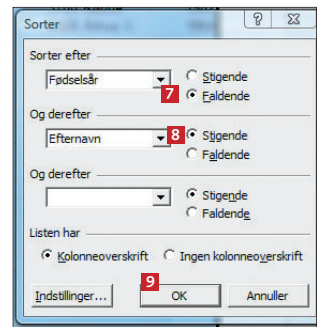 Sorter
Sorter efter
Fødselsår
Stigende
7 Faldende
Og derefter
Efternavn 8 Stigende
Faldende
Og derefter
Stigende
Faldende
Listen har
Kolonneoverskrift Ingen kolonneoverskrift
9
Indstillinger... OK Annuller